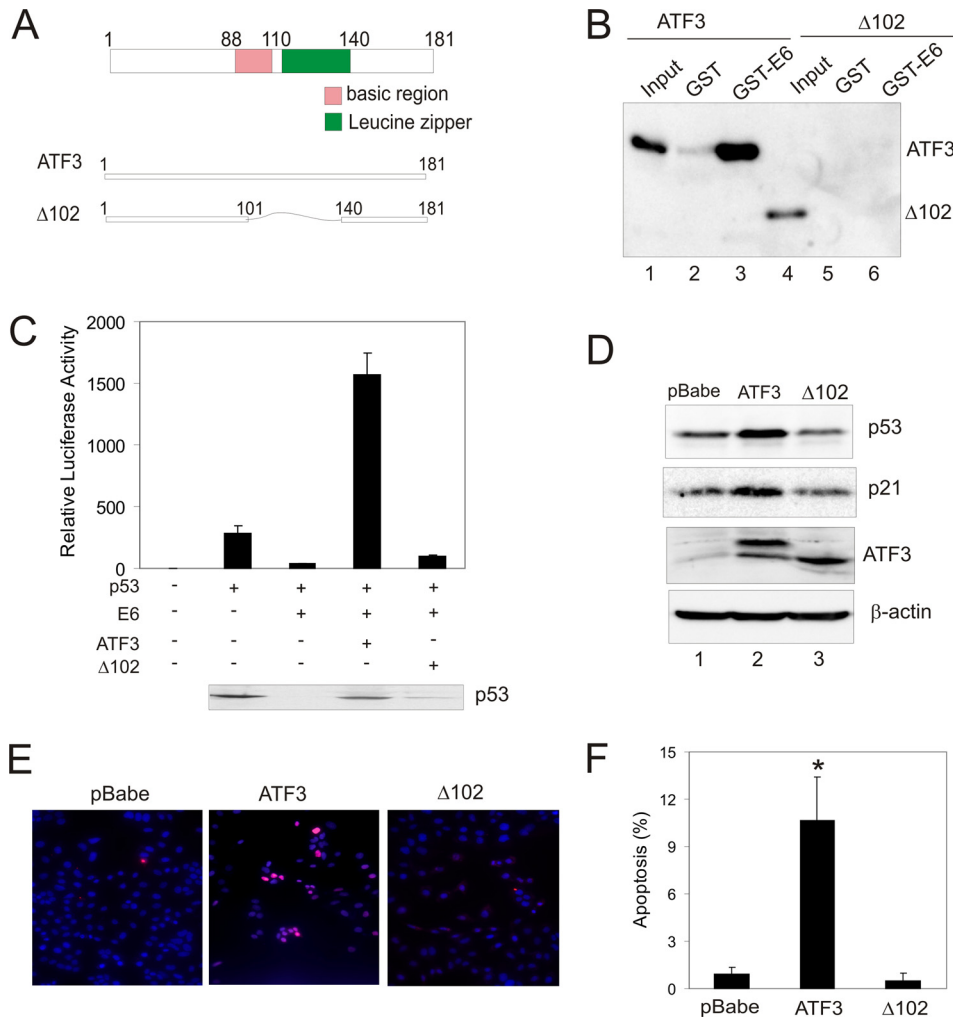 A
1 88 110 140 181
basic region
Leucine zipper
ATF3
1 181
Δ102
1 101 140 181
B
ATF3 Δ102
Input GST GST-E6 Input GST GST-E6
ATF3
Δ102
1 2 3 4 5 6
C
Relative Luciferase Activity
2000
1500
1000
500
0
p53 - + + + +
E6 - - + + +
ATF3 - - - + -
Δ102 - - - - +
p53
D
pBabe ATF3 Δ102
p53
p21
ATF3
β-actin
1 2 3
E
pBabe ATF3 Δ102
F
Apoptosis (%)
15
12
9
6
3
0
*
pBabe ATF3 Δ102